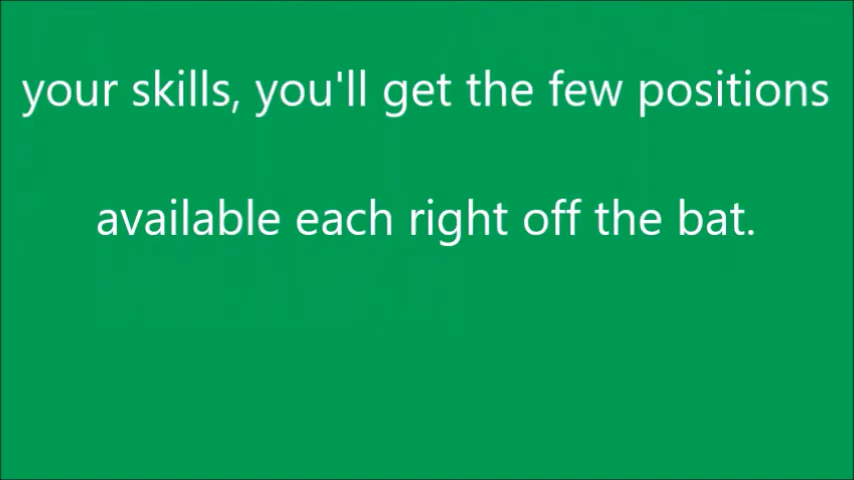 your skills, you'll get the few positions
available each right off the bat.